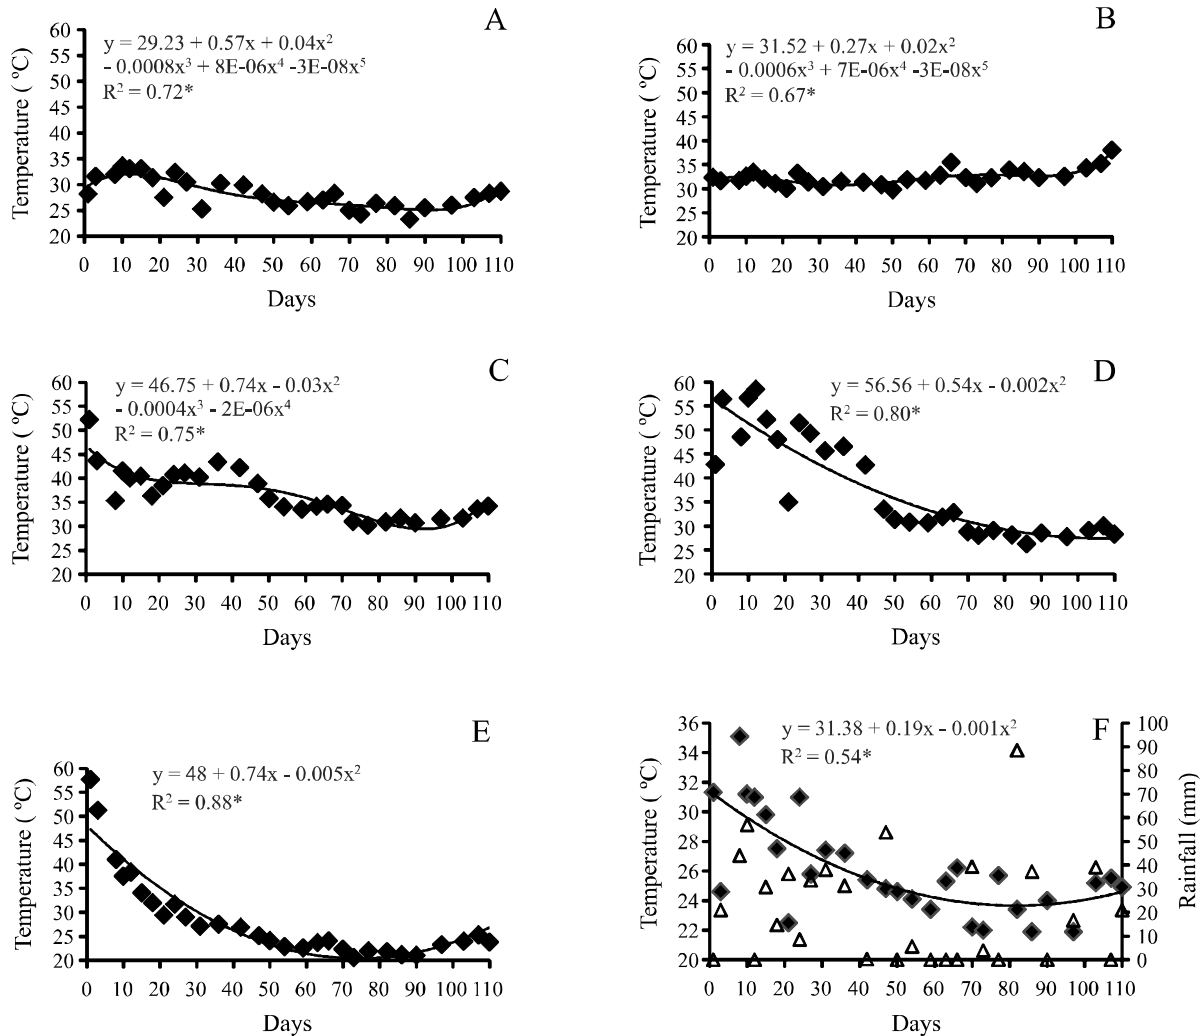 A
y = 29.23 + 0.57x + 0.04x²
- 0.0008x³ + 8E-06x⁴ -3E-08x⁵
R² = 0.72*
Temperature ( ºC)
60
55
50
45
40
35
30
25
20
0 10 20 30 40 50 60 70 80 90 100 110
Days
B
y = 31.52 + 0.27x + 0.02x²
- 0.0006x³ + 7E-06x⁴ -3E-08x⁵
R² = 0.67*
Temperature ( ºC)
60
55
50
45
40
35
30
25
20
0 10 20 30 40 50 60 70 80 90 100 110
Days
C
y = 46.75 + 0.74x - 0.03x²
- 0.0004x³ - 2E-06x⁴
R² = 0.75*
Temperature ( ºC)
60
55
50
45
40
35
30
25
20
0 10 20 30 40 50 60 70 80 90 100 110
Days
D
y = 56.56 + 0.54x - 0.002x²
R² = 0.80*
Temperature ( ºC)
60
55
50
45
40
35
30
25
20
0 10 20 30 40 50 60 70 80 90 100 110
Days
E
y = 48 + 0.74x - 0.005x²
R² = 0.88*
Temperature ( ºC)
60
55
50
45
40
35
30
25
20
0 10 20 30 40 50 60 70 80 90 100 110
Days
F
y = 31.38 + 0.19x - 0.001x²
R² = 0.54*
Temperature ( ºC)
36
34
32
30
28
26
24
22
20
100
90
80
70
60
50
40
30
20
10
0
Rainfall (mm)
0 10 20 30 40 50 60 70 80 90 100 110
Days